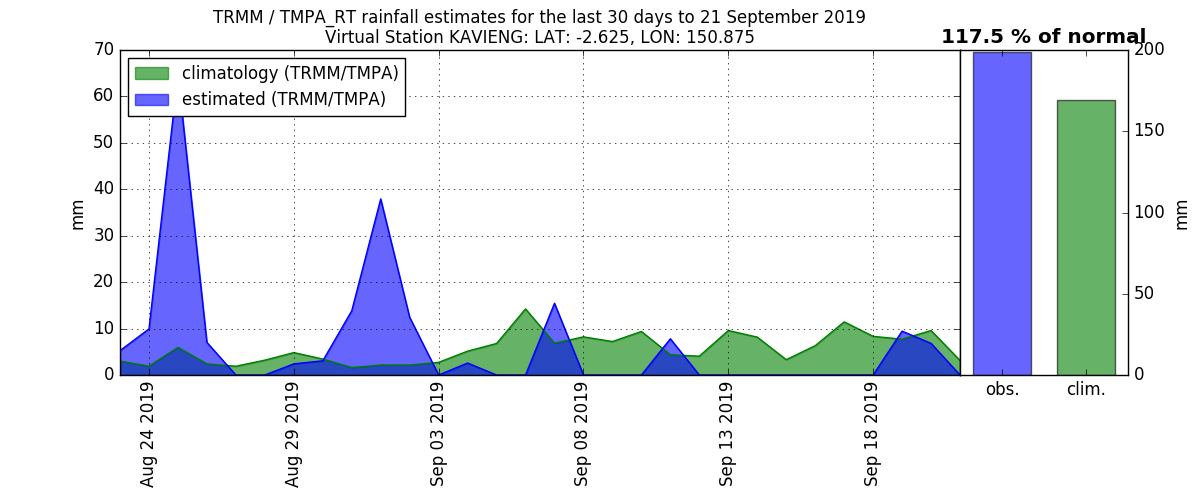 TRMM / TMPA_RT rainfall estimates for the last 30 days to 21 September 2019
Virtual Station KAVIENG: LAT: -2.625, LON: 150.875
117.5 % of normal
climatology (TRMM/TMPA)
estimated (TRMM/TMPA)
70
60
50
40
30
20
10
0
mm
Aug 24 2019
Aug 29 2019
Sep 03 2019
Sep 08 2019
Sep 13 2019
Sep 18 2019
obs.
clim.
200
150
100
50
0
mm